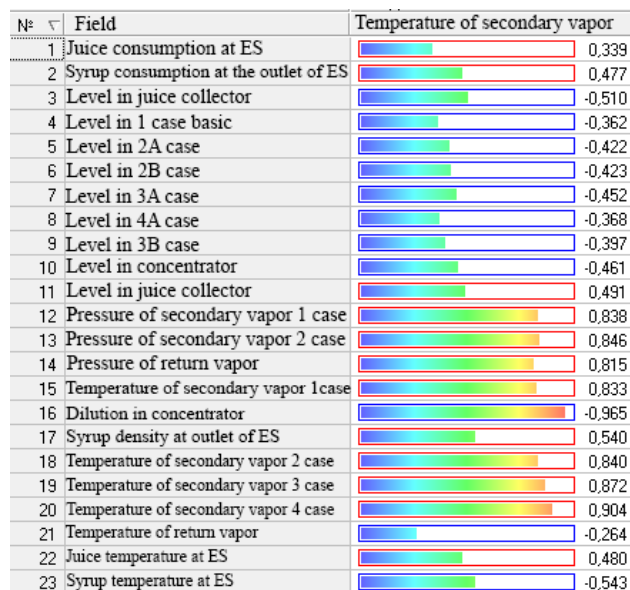 № Field Temperature of secondary vapor
1 Juice consumption at ES 0,339
2 Syrup consumption at the outlet of ES 0,477
3 Level in juice collector -0,510
4 Level in 1 case basic -0,362
5 Level in 2A case -0,422
6 Level in 2B case -0,423
7 Level in 3A case -0,452
8 Level in 4A case -0,368
9 Level in 3B case -0,397
10 Level in concentrator -0,461
11 Level in juice collector 0,491
12 Pressure of secondary vapor 1 case 0,838
13 Pressure of secondary vapor 2 case 0,846
14 Pressure of return vapor 0,815
15 Temperature of secondary vapor 1case 0,833
16 Dilution in concentrator -0,965
17 Syrup density at outlet of ES 0,540
18 Temperature of secondary vapor 2 case 0,840
19 Temperature of secondary vapor 3 case 0,872
20 Temperature of secondary vapor 4 case 0,904
21 Temperature of return vapor -0,264
22 Juice temperature at ES 0,480
23 Syrup temperature at ES -0,543